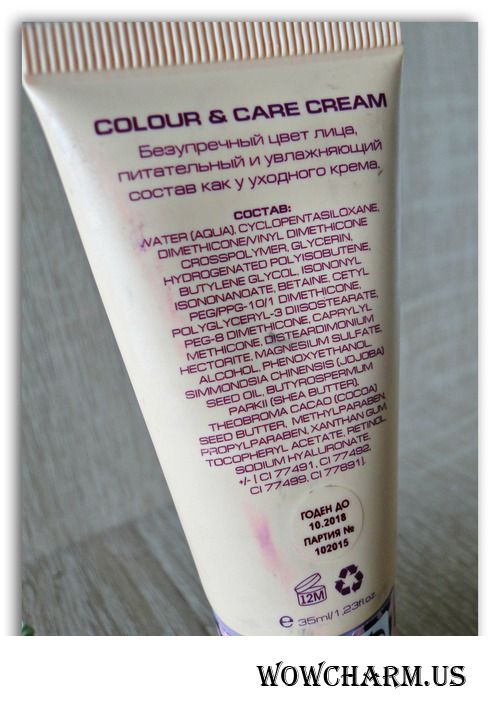 COLOUR & CARE CREAM
Безупречный цвет лица,
питательный и увлажняющий
состав как у уходного крема.
СОСТАВ:
WATER (AQUA), CYCLOPENTASILOXANE,
DIMETHICONE/VINYL DIMETHICONE
CROSSPOLYMER, GLYCERIN,
HYDROGENATED POLYISOBUTENE,
BUTYLENE GLYCOL, ISONONYL
ISONONANOATE, BETAINE, CETYL
PEG/PPG-10/1 DIMETHICONE,
POLYGLYCERYL-3 DIISOSTEARATE,
PEG-8 DIMETHICONE, CAPRYLYL
METHICONE, DISTEARDIMONIUM
HECTORITE, MAGNESIUM SULFATE,
ALCOHOL, PHENOXYETHANOL
SIMMONDSIA CHINENSIS (JOJOBA)
SEED OIL, BUTYROSPERMUM
PARKII (SHEA BUTTER),
THEOBROMA CACAO (COCOA)
SEED BUTTER, METHYLPARABEN,
PROPYLPARABEN, XANTHAN GUM,
TOCOPHERYL ACETATE, RETINOL,
SODIUM HYALURONATE,
+/- [ CI 77491, CI 77492,
CI 77499, CI 77891].
ГОДЕН ДО
10.2018
ПАРТИЯ №
102015
12M
e 35ml/1.23fl.oz.
WOWCHARM.US